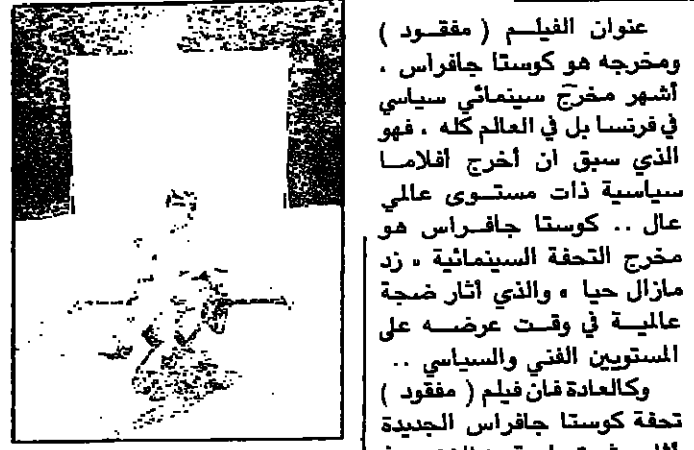 عنوان الفيلم ( مفقود )
ومخرجه هو كوستا جافراس .
أشهر مخرج سينمائي سياسي
في فرنسا بل في العالم كله . فهو
الذي سبق ان أخرج أفلاما
سياسية ذات مستوى عالمي
عال .. كوستا جافراس هو
مخرج التحفة السينمائية « زد
مازال حيا » والذي أثار ضجة
عالمية في وقت عرضه على
المستويين الفني والسياسي ..
وكالعادة فان فيلم ( مفقود )
تحفة كوستا جافراس الجديدة